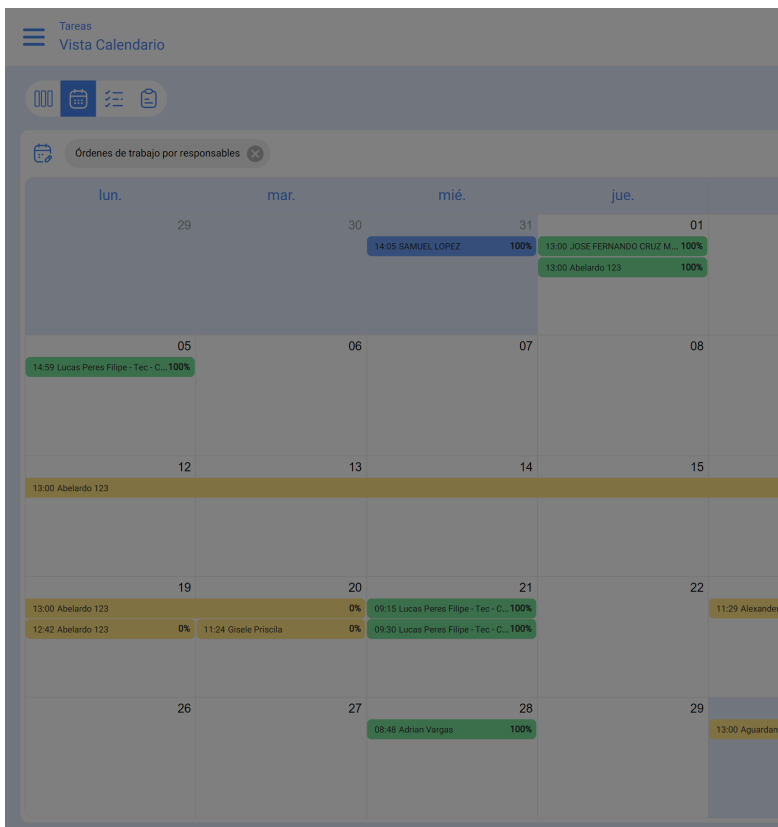 Tareas
Vista Calendario
Órdenes de trabajo por responsables
lun. mar. mié. jue.
29 30 31 01
14:05 SAMUEL LOPEZ 100% 13:00 JOSE FERNANDO CRUZ M... 100%
13:00 Abelardo 123 100%
05 06 07 08
14:59 Lucas Peres Filipe - Tec - C... 100%
12 13 14 15
13:00 Abelardo 123
19 20 21 22
13:00 Abelardo 123 0% 09:15 Lucas Peres Filipe - Tec - C... 100% 11:29 Alexander
12:42 Abelardo 123 0% 11:24 Gisele Priscila 0% 09:30 Lucas Peres Filipe - Tec - C... 100%
26 27 28 29
08:48 Adrian Vargas 100% 13:00 Aguardan